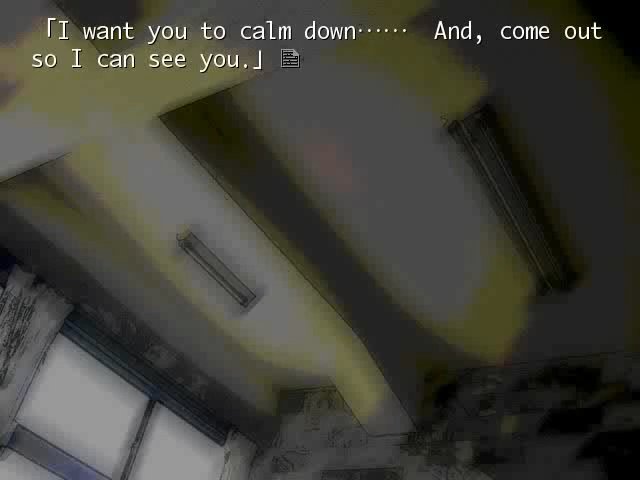 「I want you to calm down…… And, come out
so I can see you.」